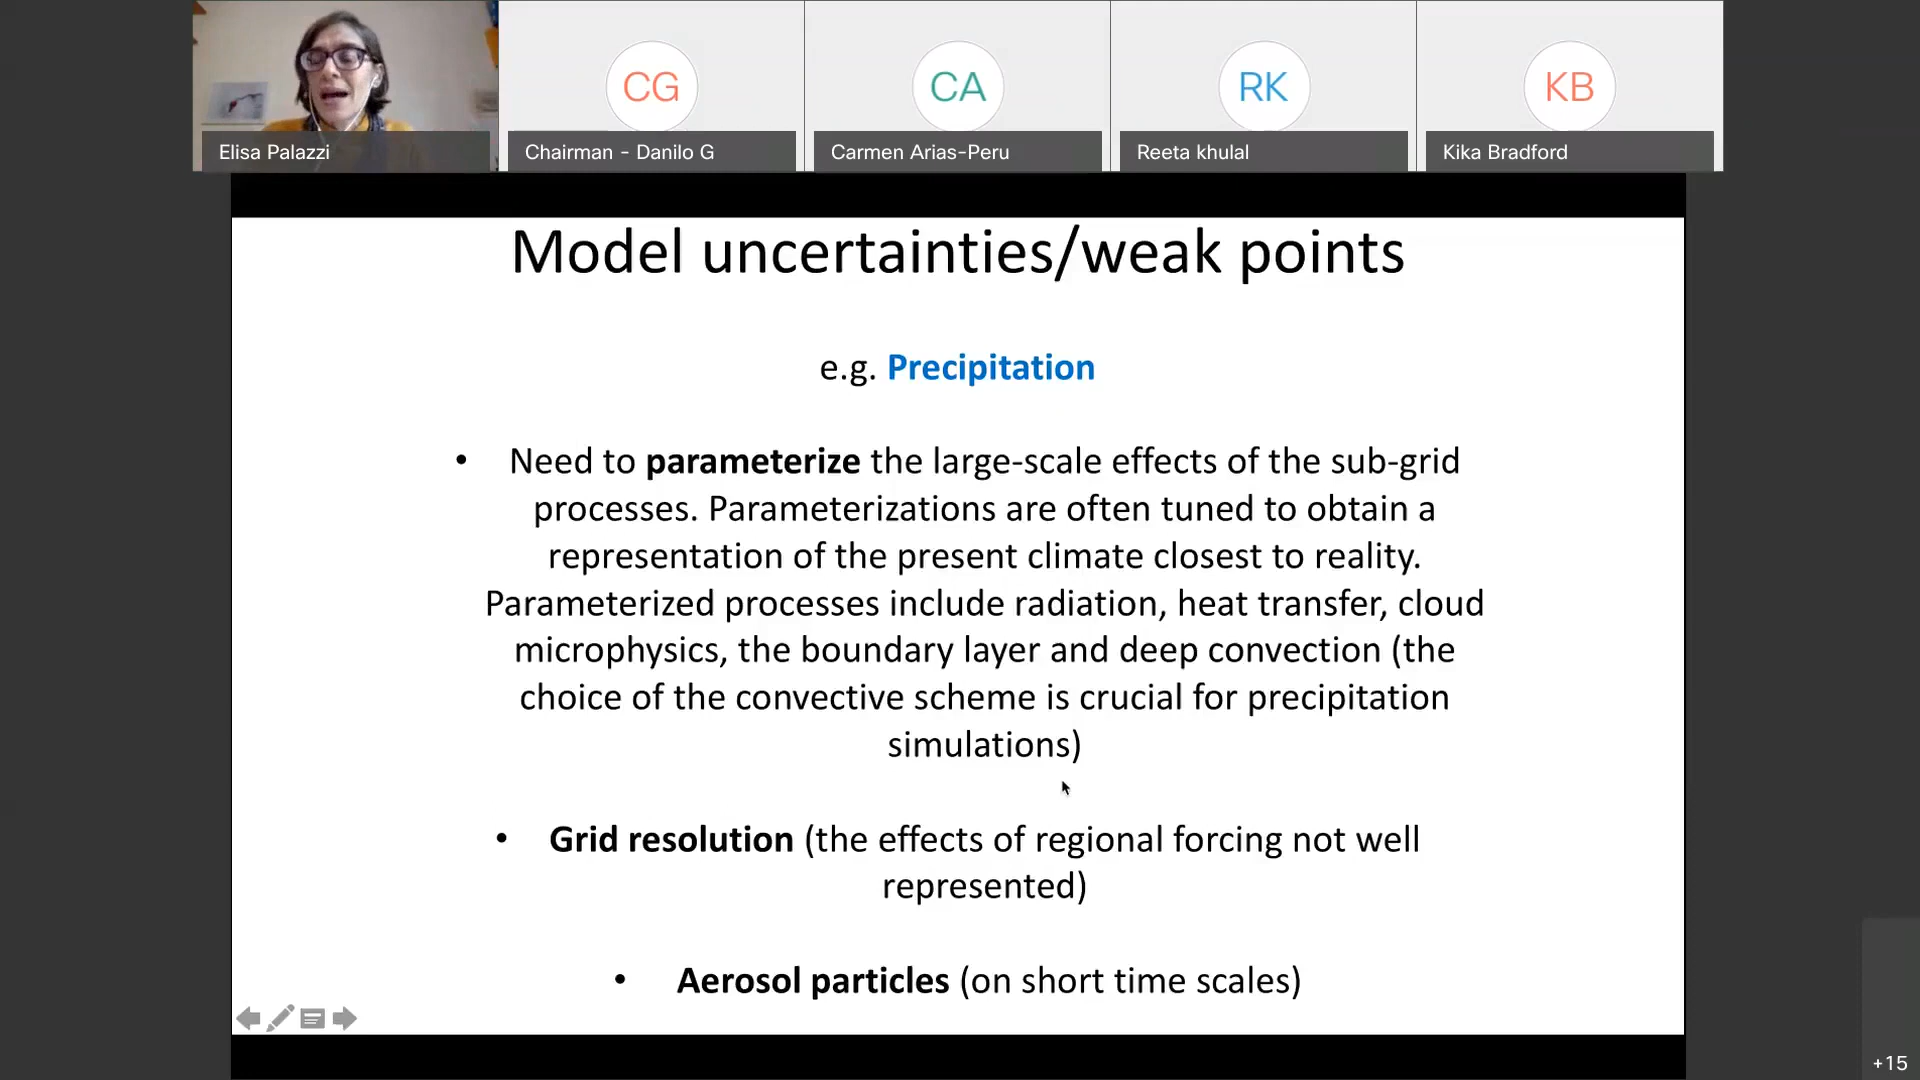 CG
CA
RK
KB
Elisa Palazzi
Chairman - Danilo G
Carmen Arias-Peru
Reeta khulal
Kika Bradford
Model uncertainties/weak points
e.g. Precipitation
• Need to parameterize the large-scale effects of the sub-grid
processes. Parameterizations are often tuned to obtain a
representation of the present climate closest to reality.
Parameterized processes include radiation, heat transfer, cloud
microphysics, the boundary layer and deep convection (the
choice of the convective scheme is crucial for precipitation
simulations)
• Grid resolution (the effects of regional forcing not well
represented)
• Aerosol particles (on short time scales)
+15